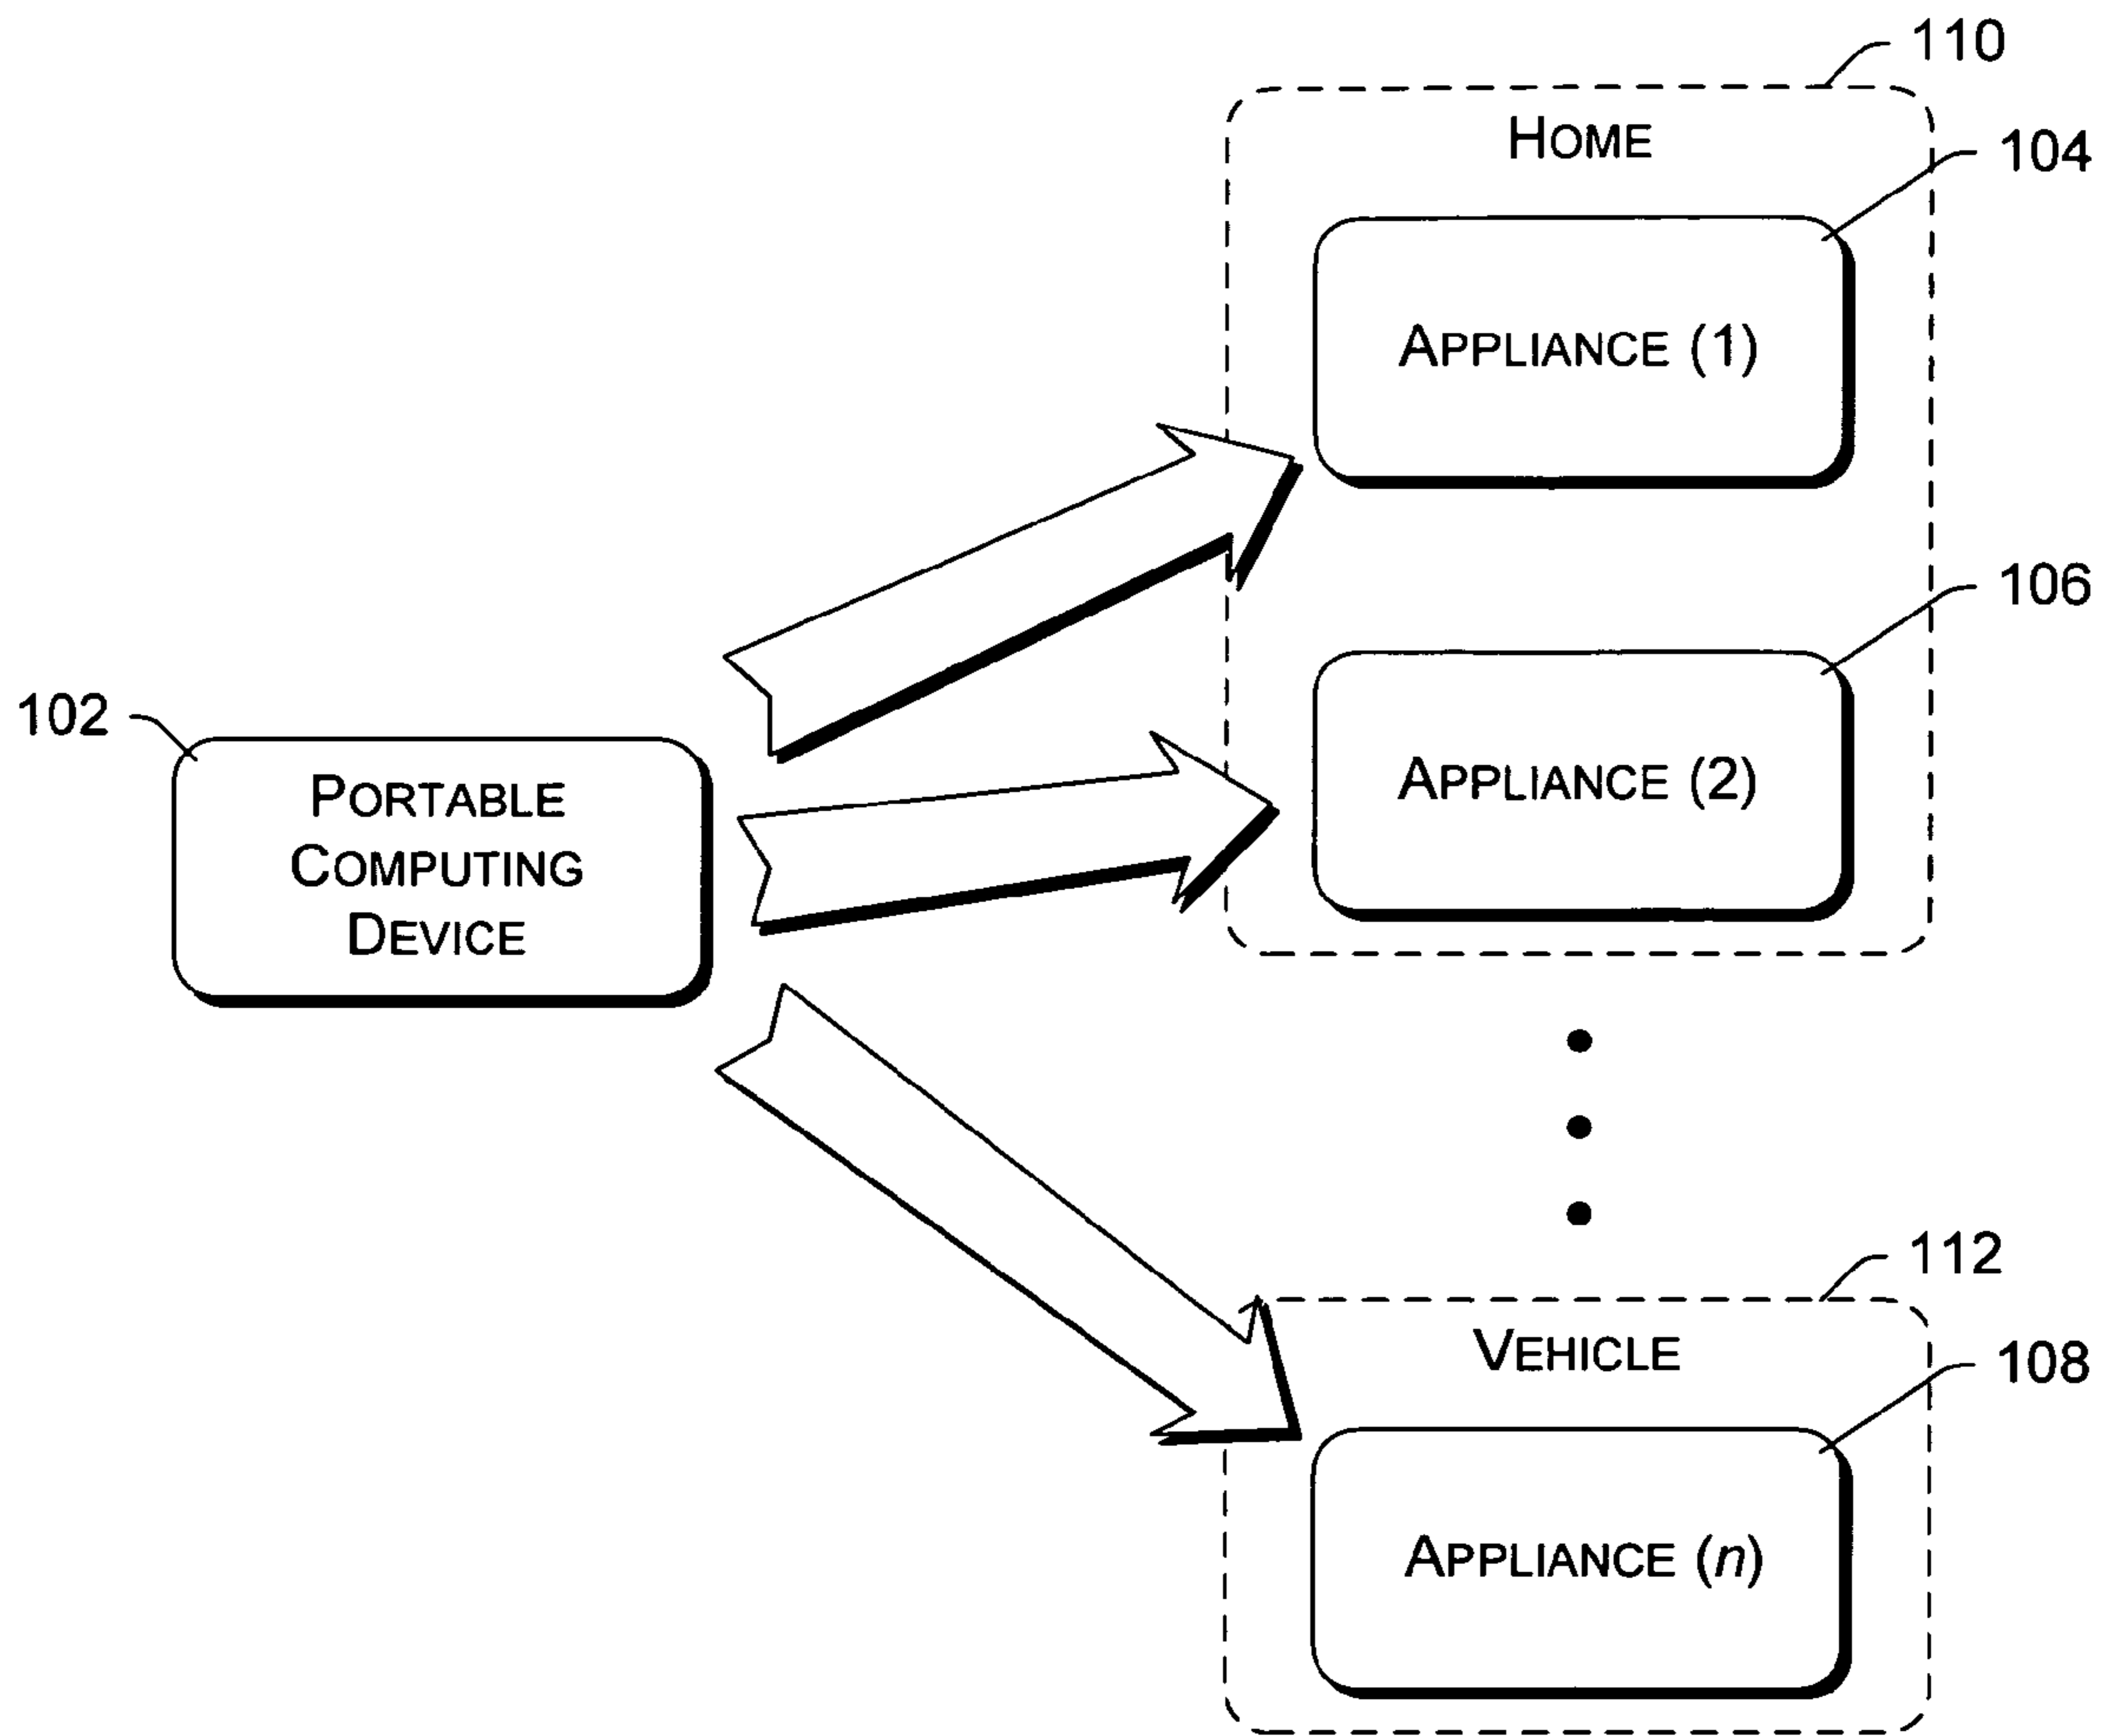 110
HOME
104
APPLIANCE (1)
106
APPLIANCE (2)
102
PORTABLE
COMPUTING
DEVICE
112
VEHICLE
108
APPLIANCE (n)